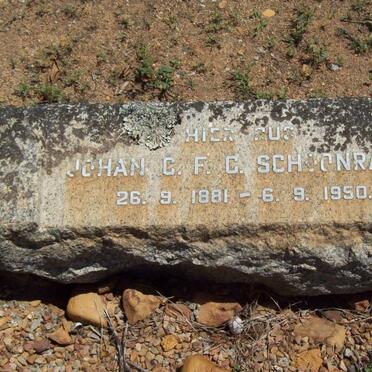 HIER RUS
JOHAN C. F. C. SCHOONRA
26. 9. 1881 – 6. 9. 1950.